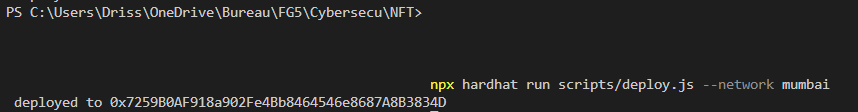 PS C:\Users\Driss\OneDrive\Bureau\FG5\Cybersecu\NFT>
npx hardhat run scripts/deploy.js --network mumbai
deployed to 0x7259B0AF918a902Fe4Bb8464546e8687A8B3834D